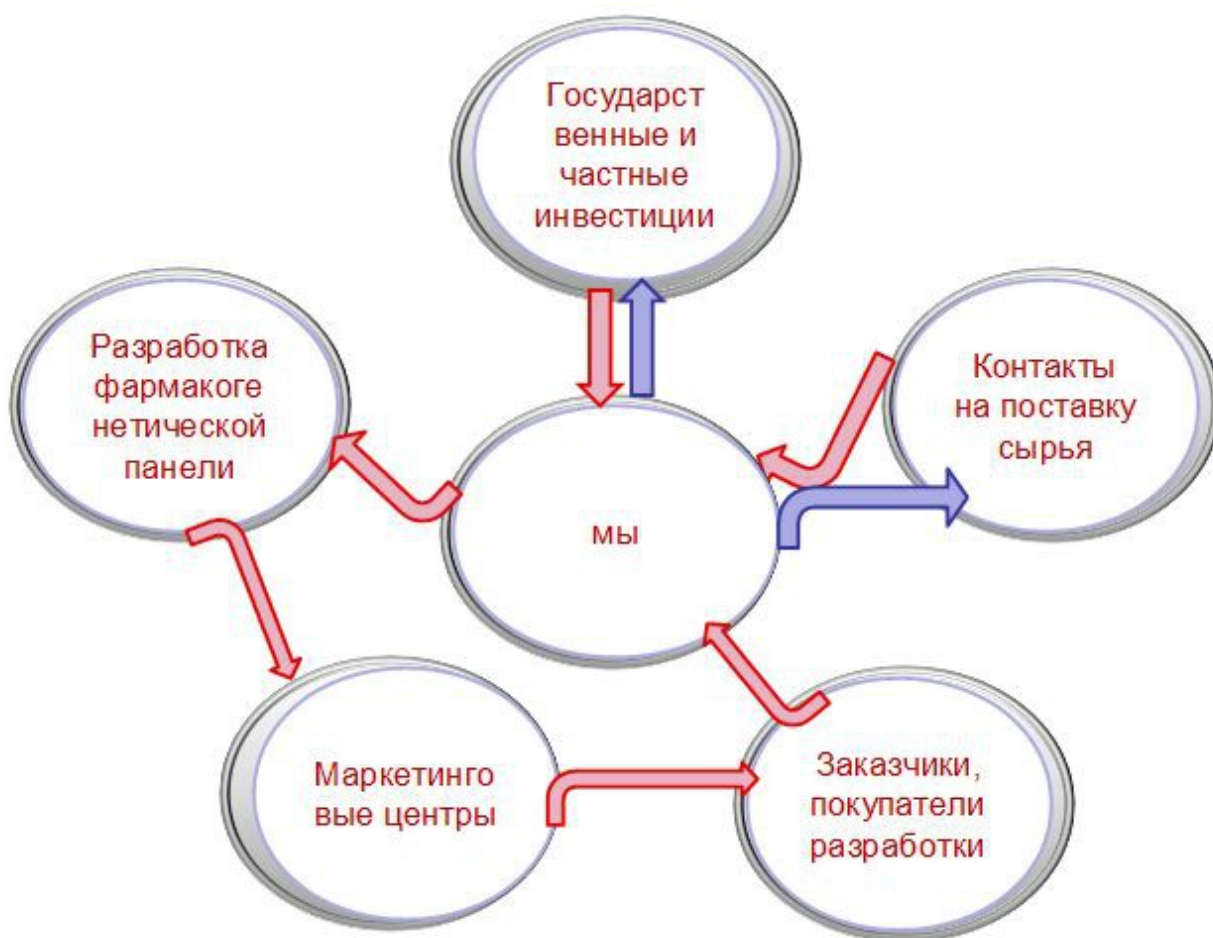 Государст
венные и
частные
инвестиции
Разработка
фармакоге
нетической
панели
Контакты
на поставку
сырья
мы
Маркетинго
вые центры
Заказчики,
покупатели
разработки